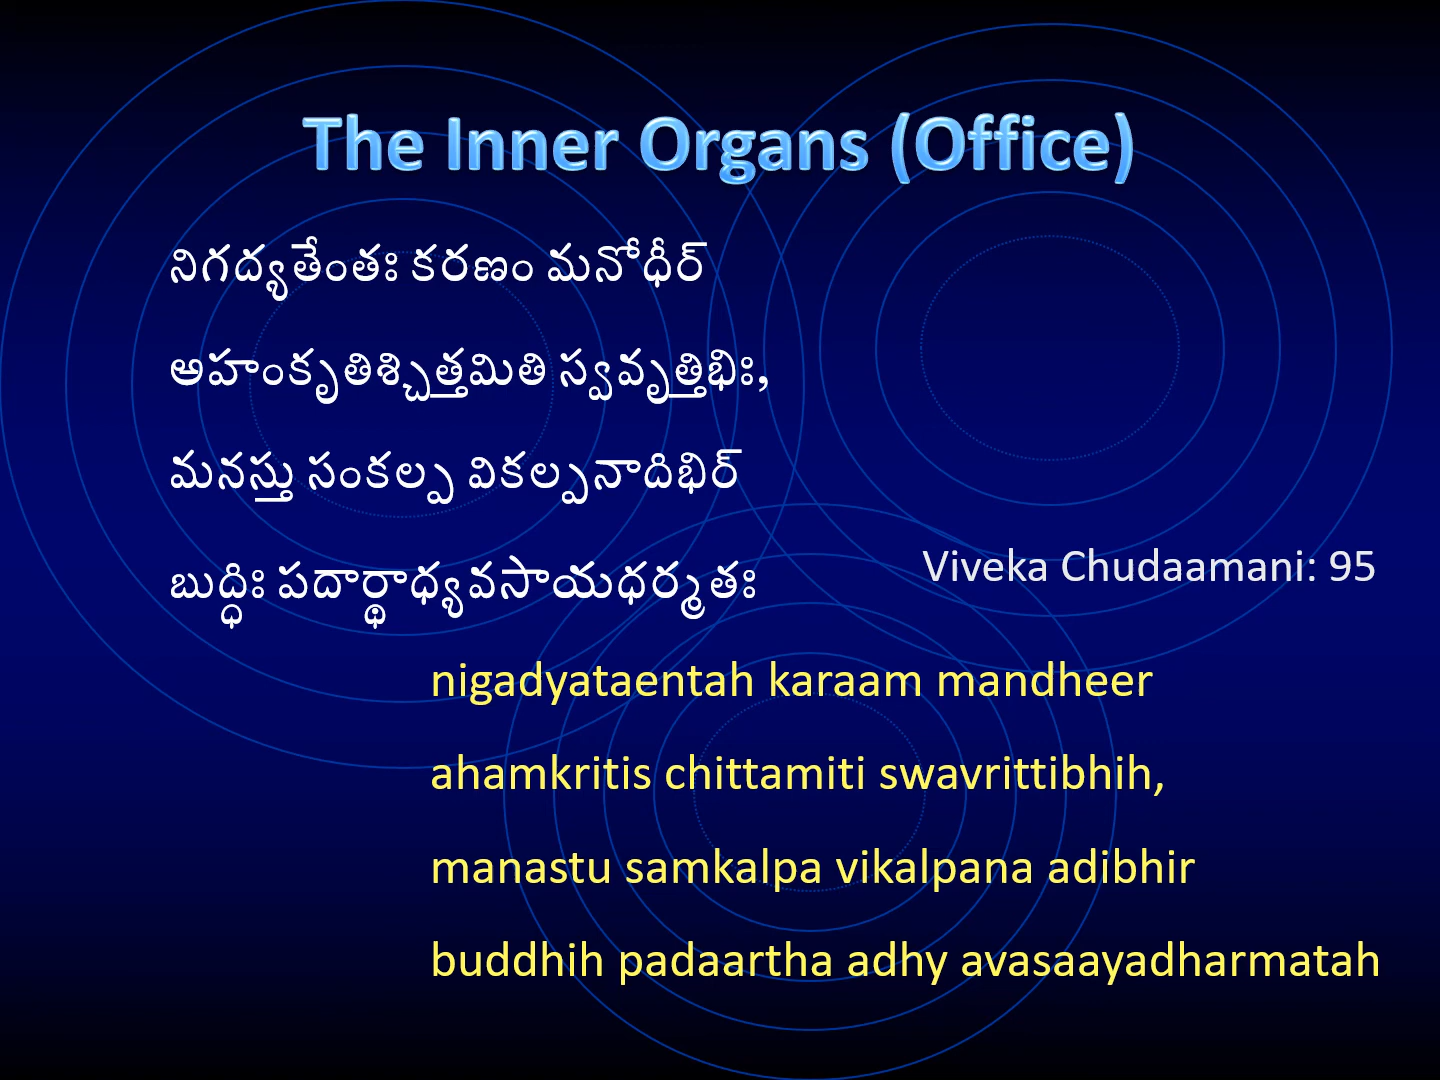 The Inner Organs (Office)
నిగద్యతేంతః కరణం మనోధీర్
అహంకృతిశ్చిత్తమితి స్వవృత్తిభిః,
మనస్తు సంకల్ప వికల్పనాదిభిర్
బుద్ధిః పదార్థాధ్యవసాయధర్మతః
Viveka Chudaamani: 95
nigadyataentah karaam mandheer
ahamkritis chittamiti swavrittibhih,
manastu samkalpa vikalpana adibhir
buddhih padaartha adhy avasaayadharmatah